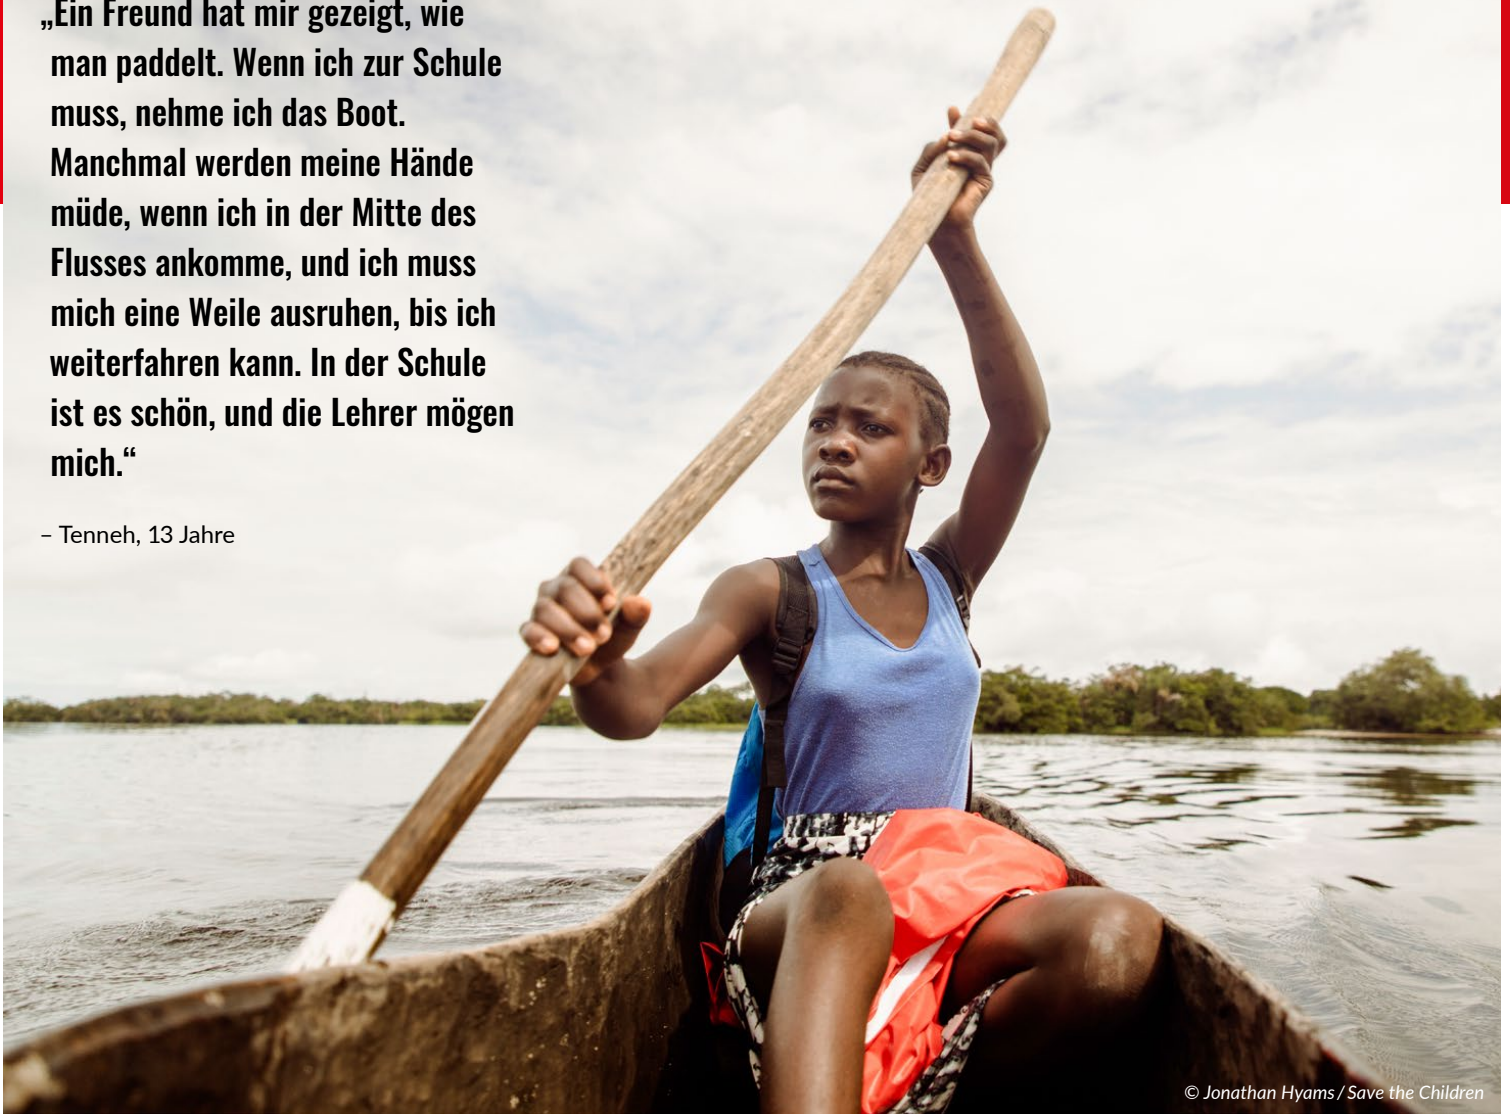 „Ein Freund hat mir gezeigt, wie
man paddelt. Wenn ich zur Schule
muss, nehme ich das Boot.
Manchmal werden meine Hände
müde, wenn ich in der Mitte des
Flusses ankomme, und ich muss
mich eine Weile ausruhen, bis ich
weiterfahren kann. In der Schule
ist es schön, und die Lehrer mögen
mich.“
– Tenneh, 13 Jahre
© Jonathan Hyams / Save the Children